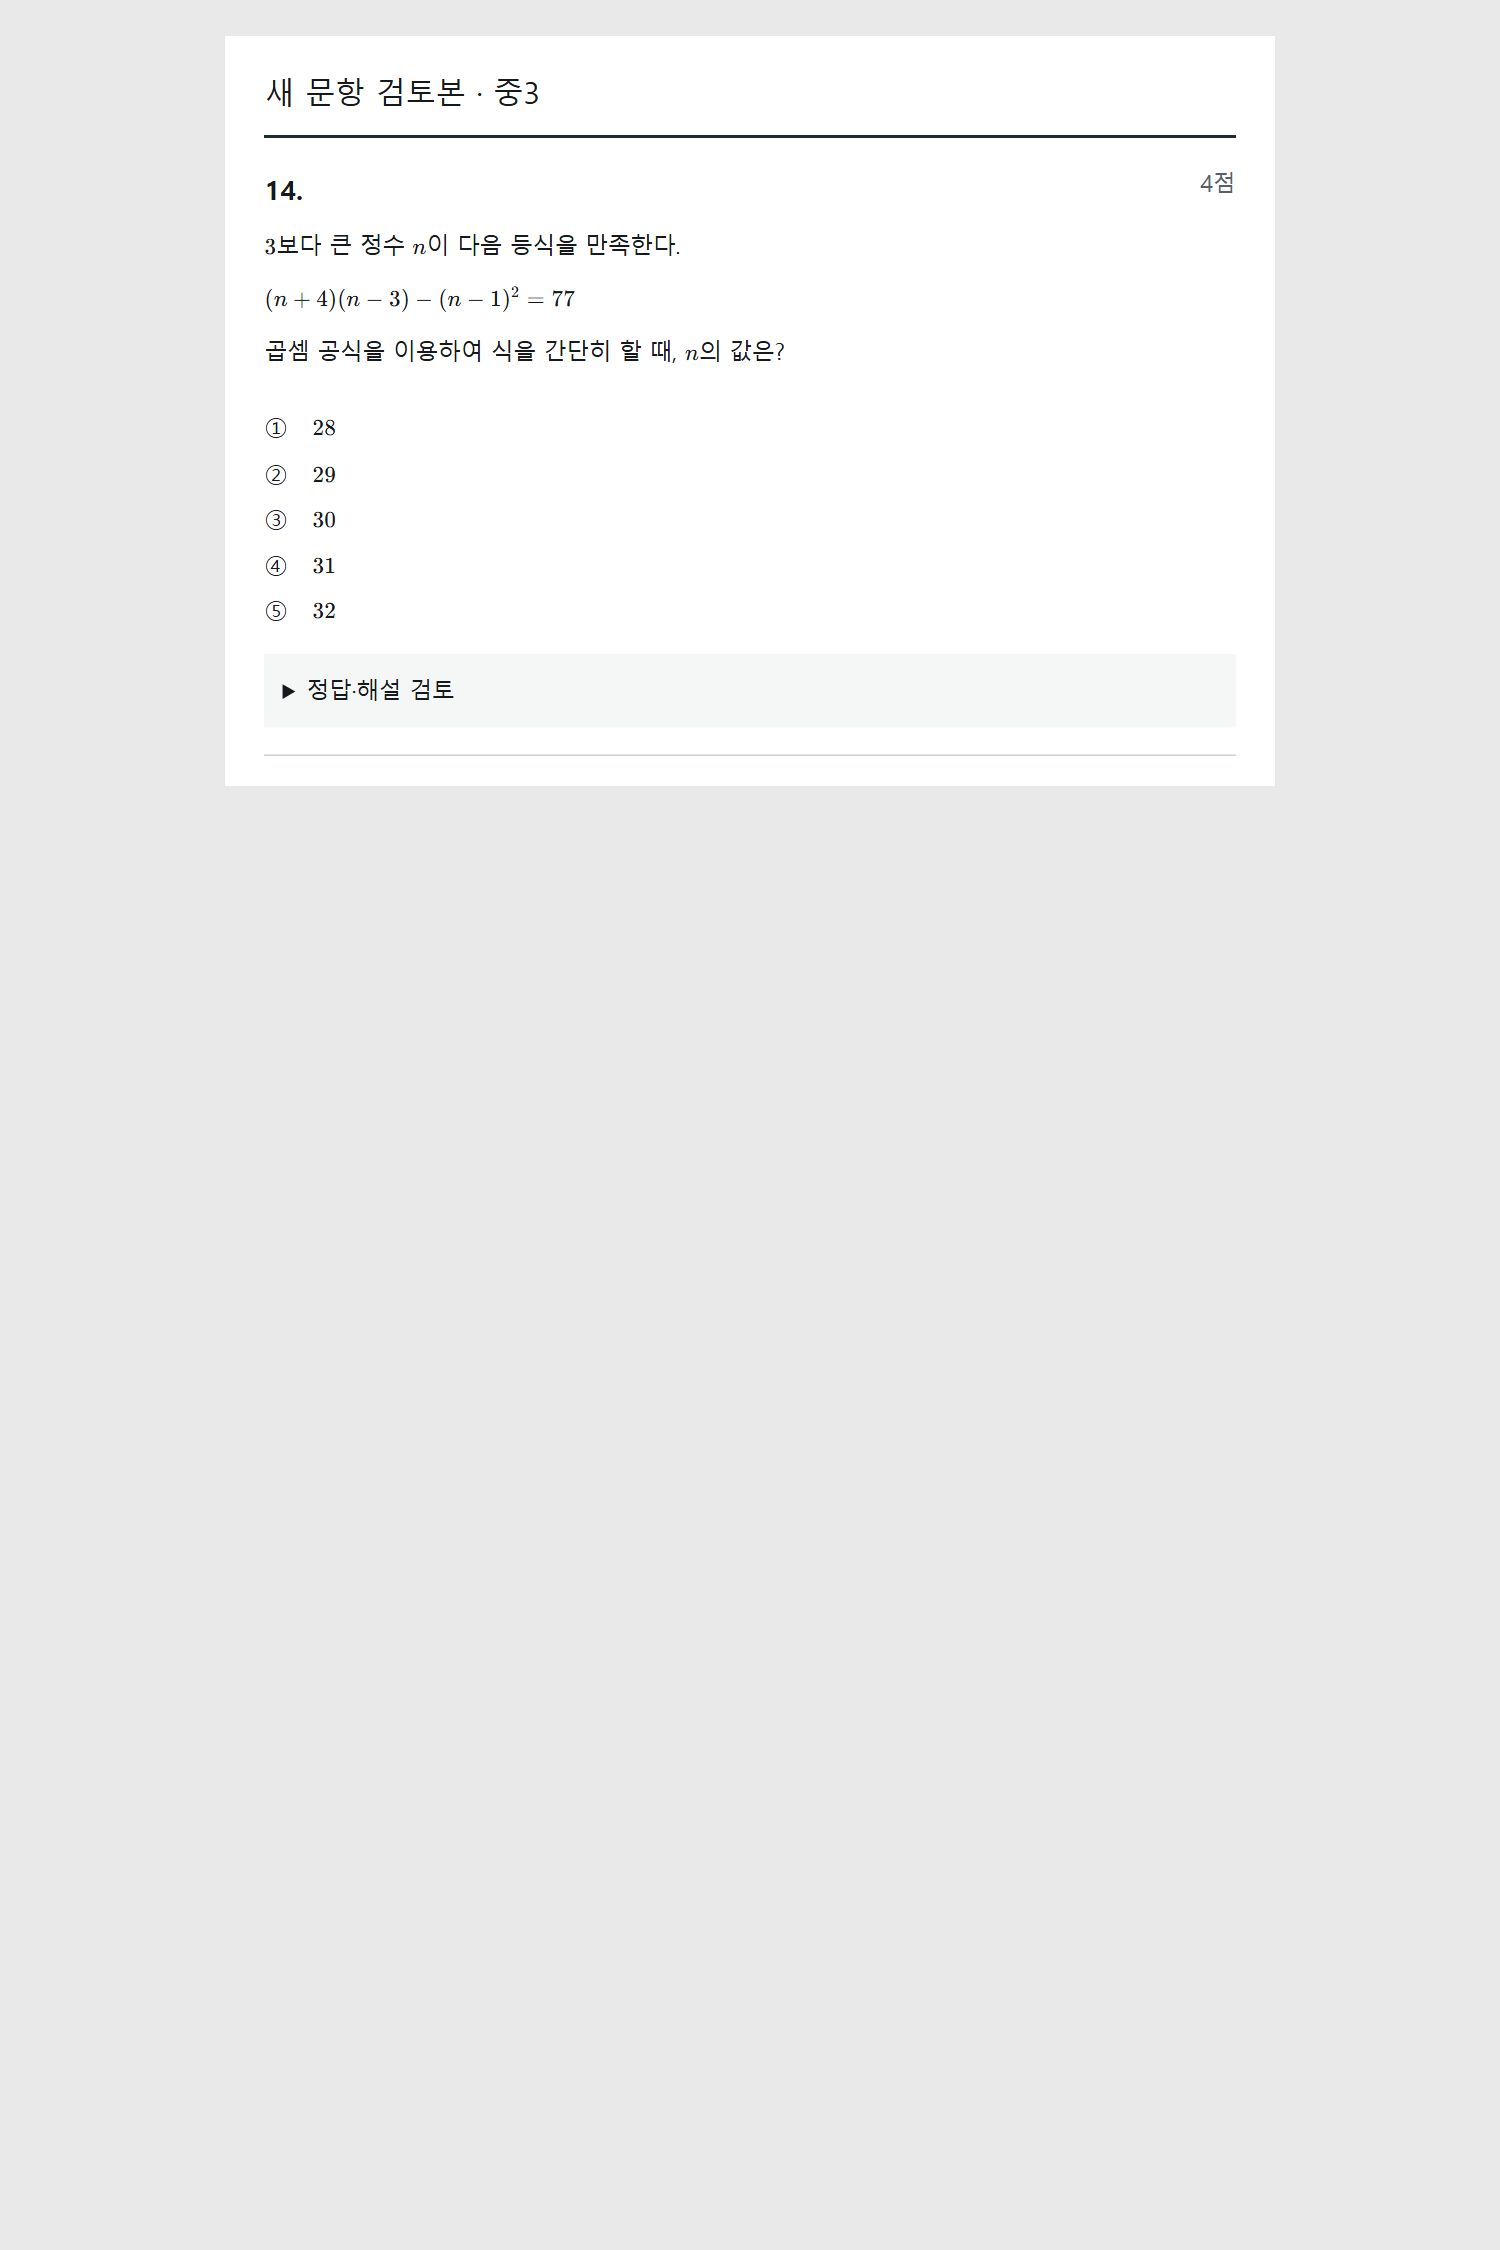 새 문항 검토본 · 중3
14.
4점
3보다 큰 정수 n이 다음 등식을 만족한다.
(n + 4)(n − 3) − (n − 1)² = 77
곱셈 공식을 이용하여 식을 간단히 할 때, n의 값은?
① 28
② 29
③ 30
④ 31
⑤ 32
▶ 정답·해설 검토